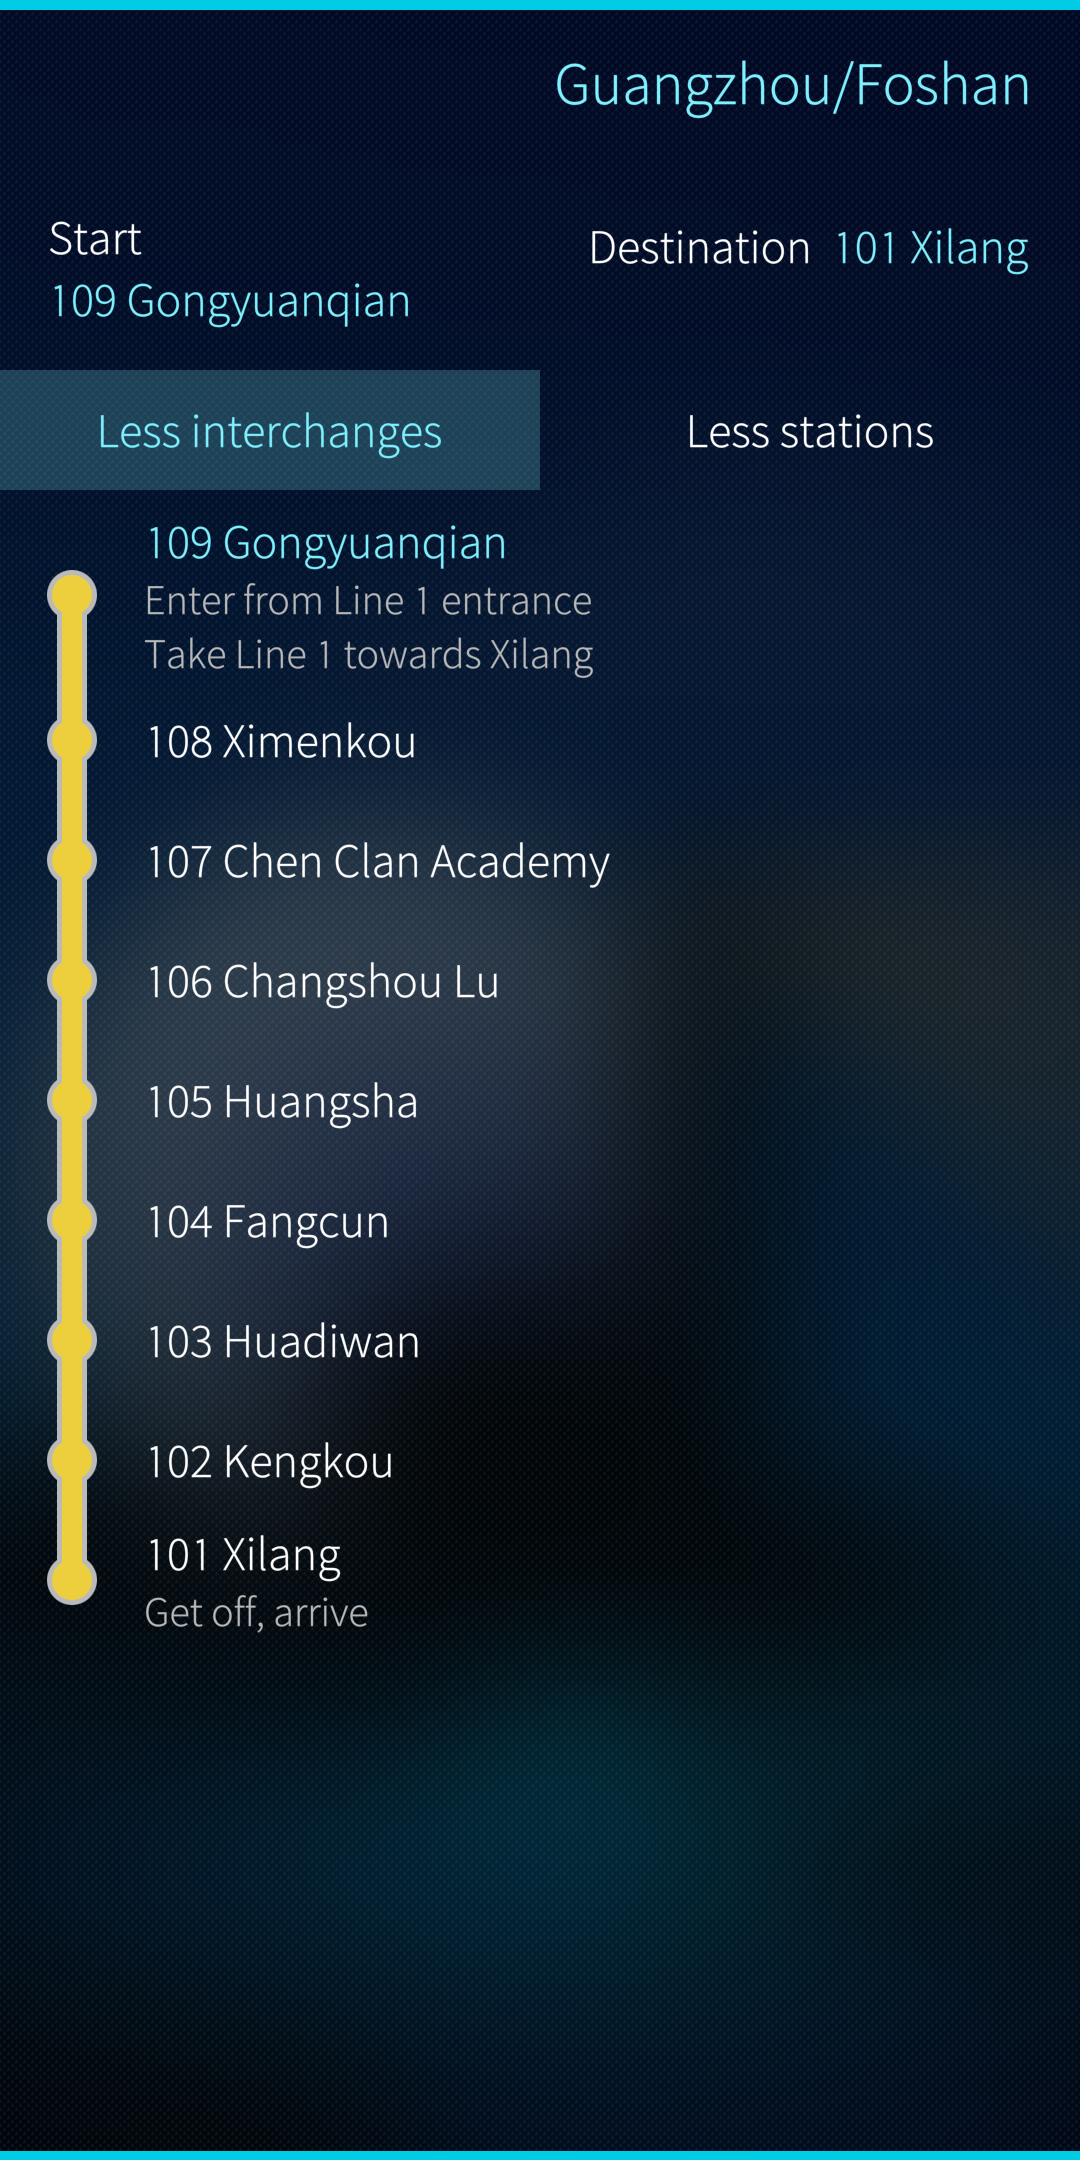 Guangzhou/Foshan
Start
109 Gongyuanqian
Destination 101 Xilang
Less interchanges
Less stations
109 Gongyuanqian
Enter from Line 1 entrance
Take Line 1 towards Xilang
108 Ximenkou
107 Chen Clan Academy
106 Changshou Lu
105 Huangsha
104 Fangcun
103 Huadiwan
102 Kengkou
101 Xilang
Get off, arrive